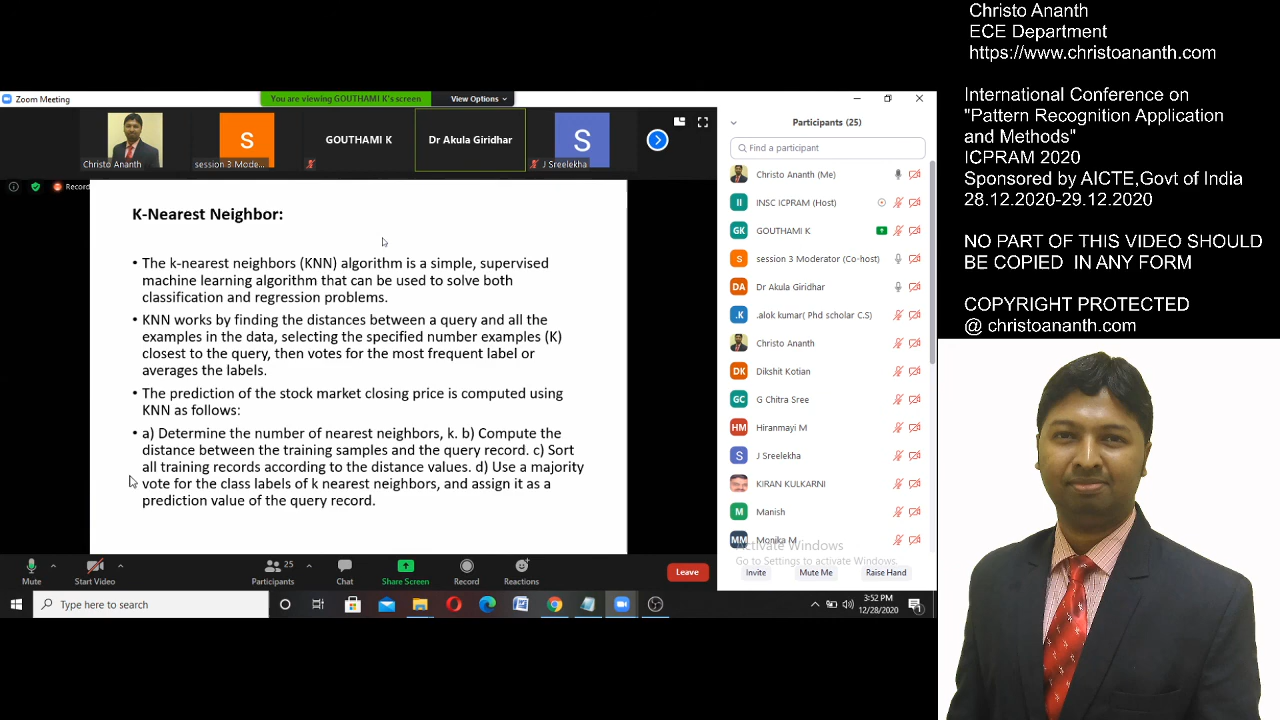 Christo Ananth
ECE Department
https://www.christoananth.com
International Conference on
"Pattern Recognition Application
and Methods"
ICPRAM 2020
Sponsored by AICTE,Govt of India
28.12.2020-29.12.2020
NO PART OF THIS VIDEO SHOULD
BE COPIED IN ANY FORM
COPYRIGHT PROTECTED
@ christoananth.com
Zoom Meeting
You are viewing GOUTHAMI K's screen
View Options
Christo Ananth
S
session 3 Mode...
GOUTHAMI K
Dr Akula Giridhar
S
J Sreelekha
Record
K-Nearest Neighbor:
• The k-nearest neighbors (KNN) algorithm is a simple, supervised
machine learning algorithm that can be used to solve both
classification and regression problems.
• KNN works by finding the distances between a query and all the
examples in the data, selecting the specified number examples (K)
closest to the query, then votes for the most frequent label or
averages the labels.
• The prediction of the stock market closing price is computed using
KNN as follows:
• a) Determine the number of nearest neighbors, k. b) Compute the
distance between the training samples and the query record. c) Sort
all training records according to the distance values. d) Use a majority
vote for the class labels of k nearest neighbors, and assign it as a
prediction value of the query record.
Participants (25)
Find a participant
Christo Ananth (Me)
II INSC ICPRAM (Host)
GK GOUTHAMI K
S session 3 Moderator (Co-host)
DA Dr Akula Giridhar
.K .alok kumar( Phd scholar C.S)
Christo Ananth
DK Dikshit Kotian
GC G Chitra Sree
HM Hiranmayi M
S J Sreelekha
KIRAN KULKARNI
M Manish
MM Monika M
Activate Windows
Go to Settings to activate Windows.
Invite
Mute Me
Raise Hand
Mute
Start Video
25
Participants
Chat
Share Screen
Record
Reactions
Leave
Type here to search
3:52 PM
12/28/2020
1